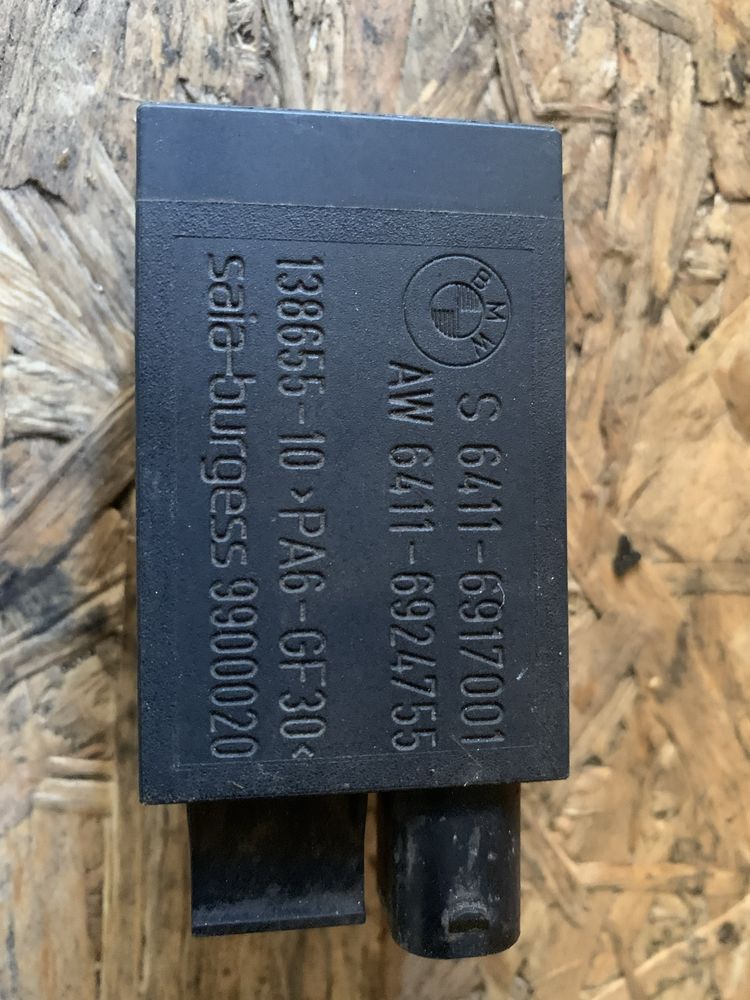 BMW
S 6411-6917001
AW 6411-6924755
138655-10 >PA6-GF30<
saia-burgess 9900020